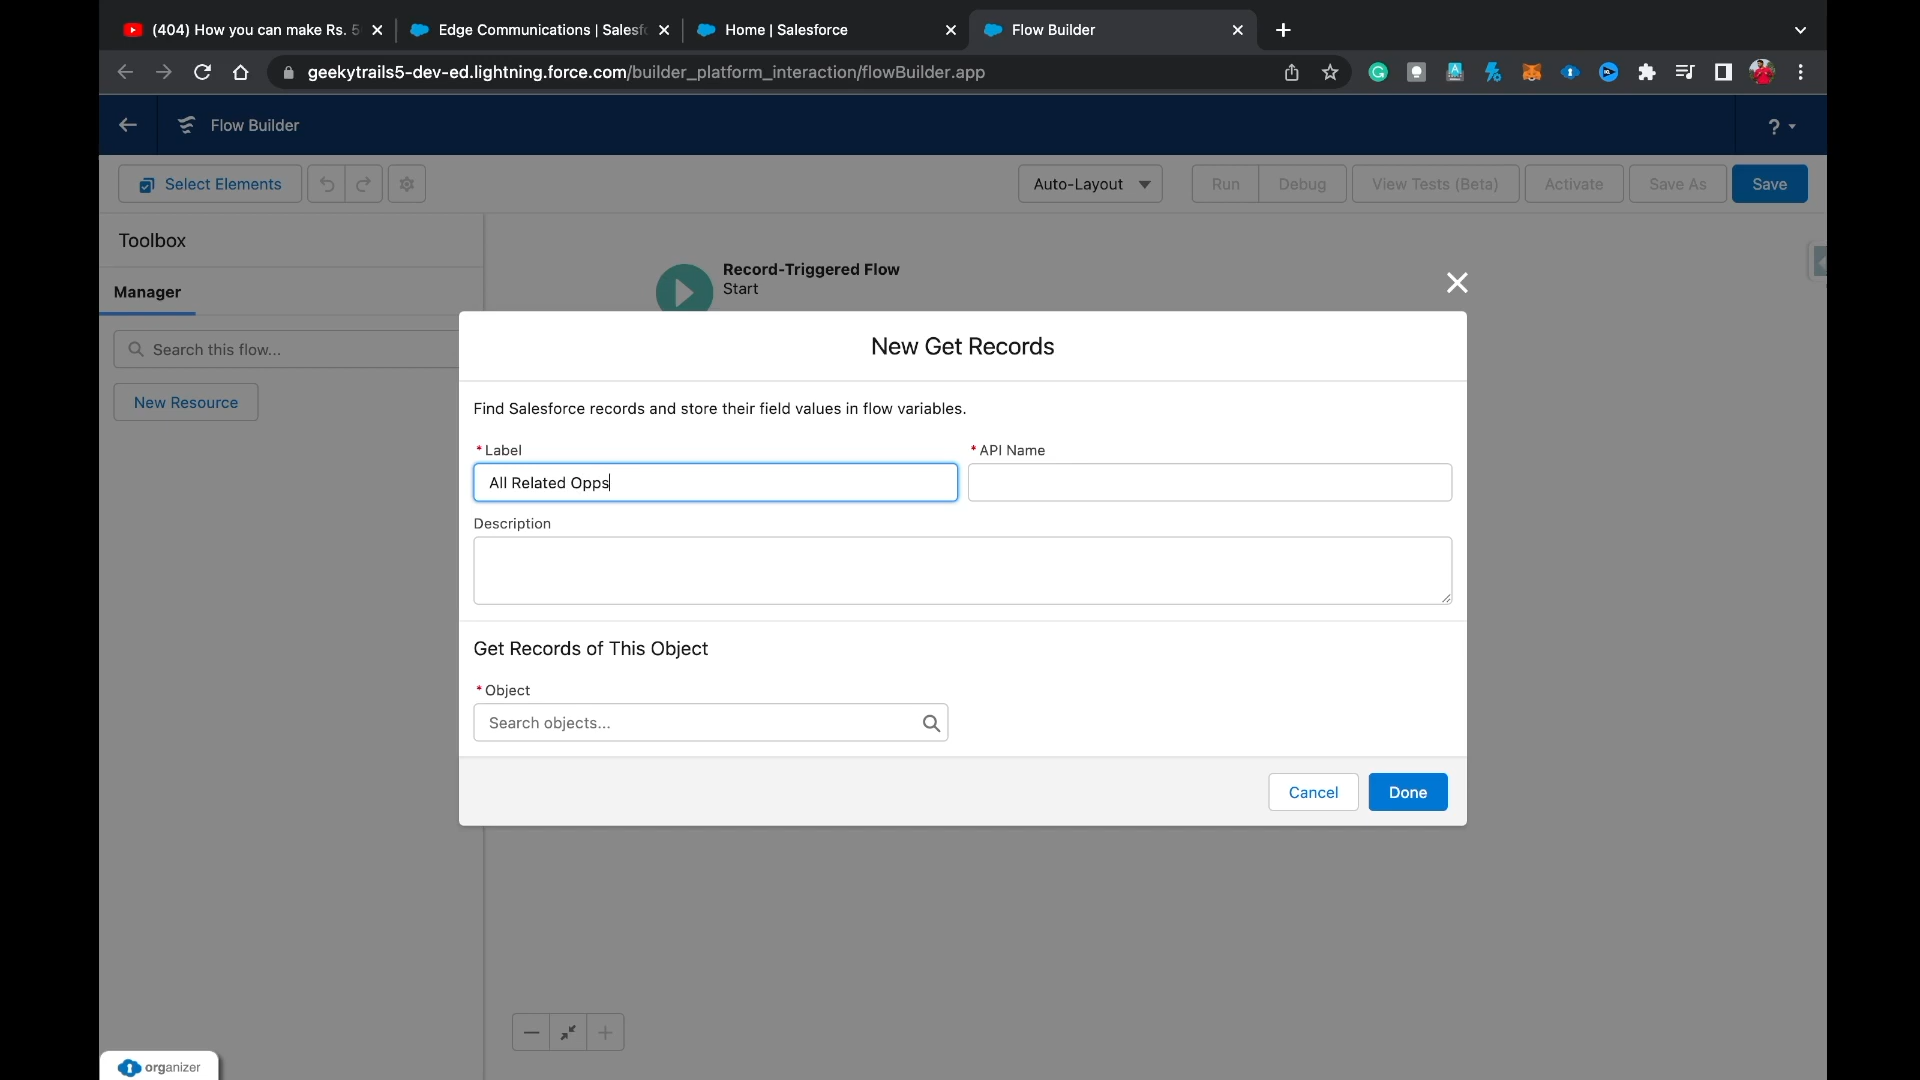 (404) How you can make Rs. 5
Edge Communications | Salesf
Home | Salesforce
Flow Builder
geekytrails5-dev-ed.lightning.force.com/builder_platform_interaction/flowBuilder.app
Flow Builder
?
Select Elements
Auto-Layout
Run
Debug
View Tests (Beta)
Activate
Save As
Save
Toolbox
Manager
Search this flow...
New Resource
Record-Triggered Flow
Start
New Get Records
Find Salesforce records and store their field values in flow variables.
* Label
* API Name
All Related Opps
Description
Get Records of This Object
* Object
Search objects...
Cancel
Done
organizer